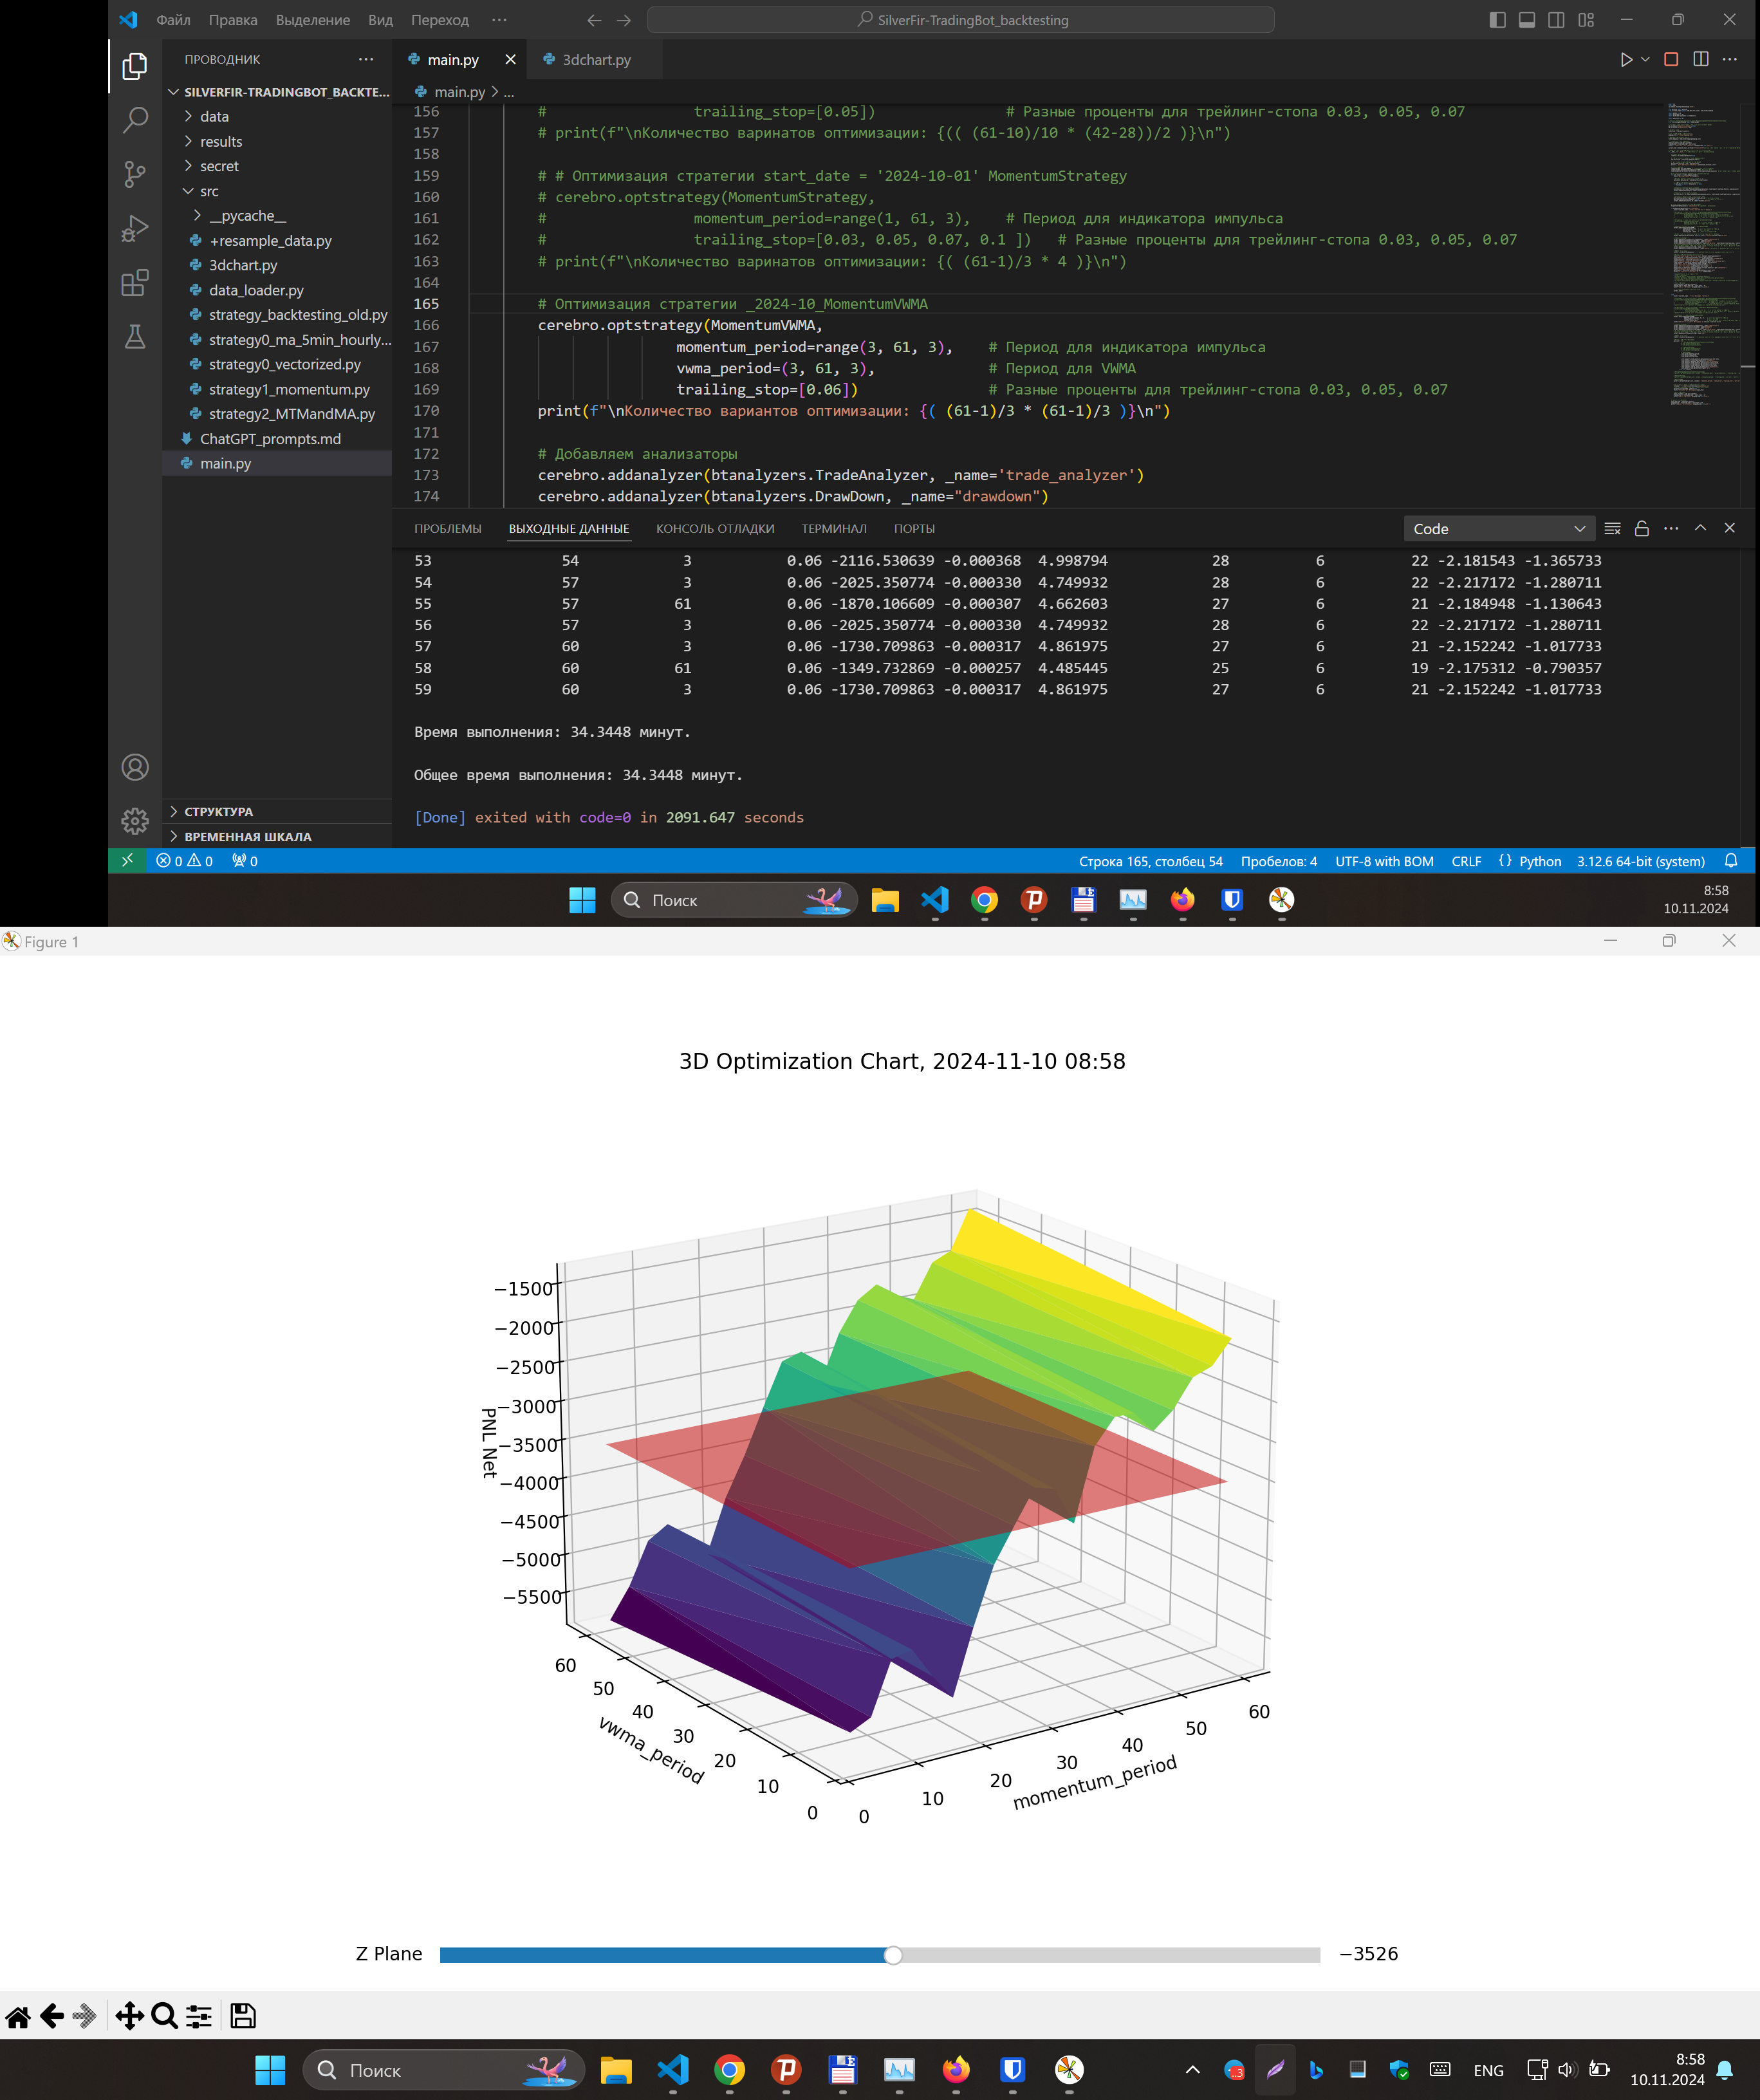 Файл Правка Выделение Вид Переход ··· SilverFir-TradingBot_backtesting
ПРОВОДНИК ···
SILVERFIR-TRADINGBOT_BACKTE...
data
results
secret
src
__pycache__
+resample_data.py
3dchart.py
data_loader.py
strategy_backtesting_old.py
strategy0_ma_5min_hourly...
strategy0_vectorized.py
strategy1_momentum.py
strategy2_MTMandMA.py
ChatGPT_prompts.md
main.py
СТРУКТУРА
ВРЕМЕННАЯ ШКАЛА
main.py 3dchart.py
main.py > ...
156 # trailing_stop=[0.05]) # Разные проценты для трейлинг-стопа 0.03, 0.05, 0.07
157 # print(f"\nКоличество варинатов оптимизации: {(( (61-10)/10 * (42-28))/2 )}\n")
158
159 # # Оптимизация стратегии start_date = '2024-10-01' MomentumStrategy
160 # cerebro.optstrategy(MomentumStrategy,
161 # momentum_period=range(1, 61, 3), # Период для индикатора импульса
162 # trailing_stop=[0.03, 0.05, 0.07, 0.1 ]) # Разные проценты для трейлинг-стопа 0.03, 0.05, 0.07
163 # print(f"\nКоличество варинатов оптимизации: {( (61-1)/3 * 4 )}\n")
164
165 # Оптимизация стратегии _2024-10_MomentumVWMA
166 cerebro.optstrategy(MomentumVWMA,
167 momentum_period=range(3, 61, 3), # Период для индикатора импульса
168 vwma_period=(3, 61, 3), # Период для VWMA
169 trailing_stop=[0.06]) # Разные проценты для трейлинг-стопа 0.03, 0.05, 0.07
170 print(f"\nКоличество вариантов оптимизации: {( (61-1)/3 * (61-1)/3 )}\n")
171
172 # Добавляем анализаторы
173 cerebro.addanalyzer(btanalyzers.TradeAnalyzer, _name='trade_analyzer')
174 cerebro.addanalyzer(btanalyzers.DrawDown, _name="drawdown")
ПРОБЛЕМЫ ВЫХОДНЫЕ ДАННЫЕ КОНСОЛЬ ОТЛАДКИ ТЕРМИНАЛ ПОРТЫ Code
53 54 3 0.06 -2116.530639 -0.000368 4.998794 28 6 22 -2.181543 -1.365733
54 57 3 0.06 -2025.350774 -0.000330 4.749932 28 6 22 -2.217172 -1.280711
55 57 61 0.06 -1870.106609 -0.000307 4.662603 27 6 21 -2.184948 -1.130643
56 57 3 0.06 -2025.350774 -0.000330 4.749932 28 6 22 -2.217172 -1.280711
57 60 3 0.06 -1730.709863 -0.000317 4.861975 27 6 21 -2.152242 -1.017733
58 60 61 0.06 -1349.732869 -0.000257 4.485445 25 6 19 -2.175312 -0.790357
59 60 3 0.06 -1730.709863 -0.000317 4.861975 27 6 21 -2.152242 -1.017733
Время выполнения: 34.3448 минут.
Общее время выполнения: 34.3448 минут.
[Done] exited with code=0 in 2091.647 seconds
0 0 0 Строка 165, столбец 54 Пробелов: 4 UTF-8 with BOM CRLF {} Python 3.12.6 64-bit (system)
Поиск
8:58
10.11.2024
Figure 1
3D Optimization Chart, 2024-11-10 08:58
−1500
−2000
−2500
−3000
−3500
−4000
−4500
−5000
−5500
PNL Net
60
50
40
30
20
10
0
vwma_period
0
10
20
30
40
50
60
momentum_period
Z Plane −3526
Поиск
ENG
8:58
10.11.2024